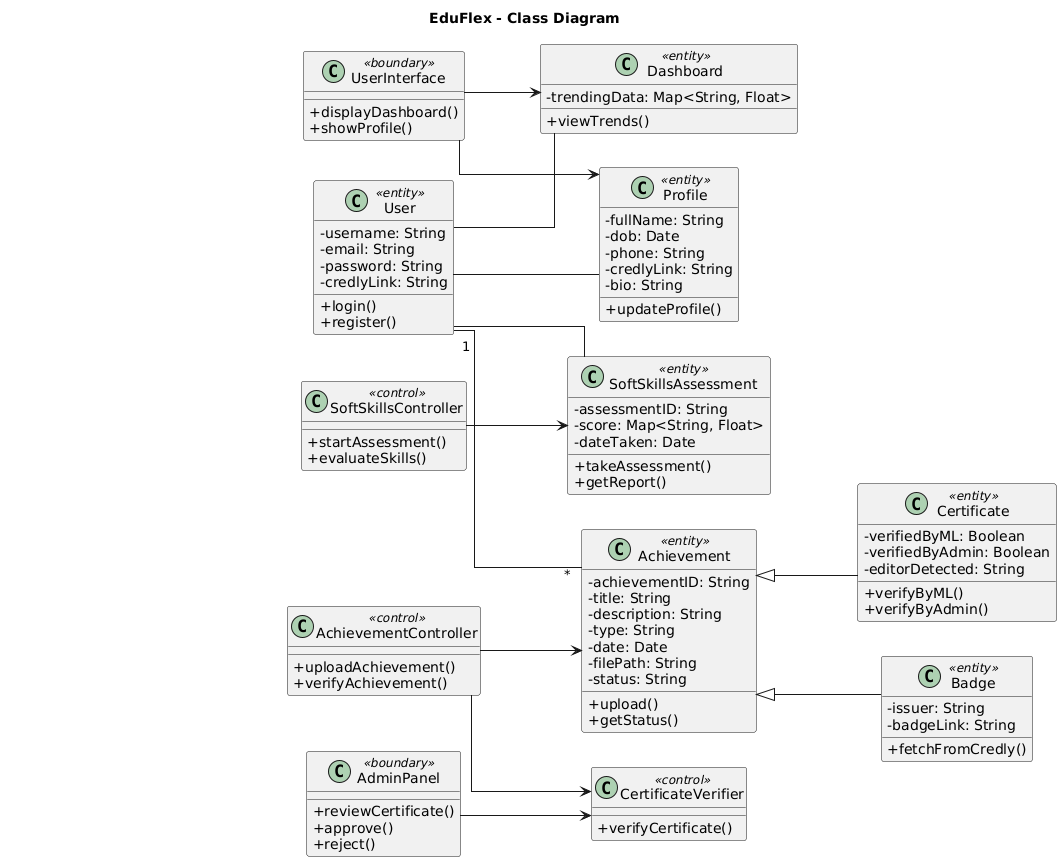 EduFlex - Class Diagram
C
«boundary»
UserInterface
+displayDashboard()
+showProfile()
C
«entity»
Dashboard
-trendingData: Map<String, Float>
+viewTrends()
C
«entity»
User
-username: String
-email: String
-password: String
-credlyLink: String
+login()
+register()
C
«entity»
Profile
-fullName: String
-dob: Date
-phone: String
-credlyLink: String
-bio: String
+updateProfile()
1
*
C
«control»
SoftSkillsController
+startAssessment()
+evaluateSkills()
C
«entity»
SoftSkillsAssessment
-assessmentID: String
-score: Map<String, Float>
-dateTaken: Date
+takeAssessment()
+getReport()
C
«entity»
Achievement
-achievementID: String
-title: String
-description: String
-type: String
-date: Date
-filePath: String
-status: String
+upload()
+getStatus()
C
«entity»
Certificate
-verifiedByML: Boolean
-verifiedByAdmin: Boolean
-editorDetected: String
+verifyByML()
+verifyByAdmin()
C
«control»
AchievementController
+uploadAchievement()
+verifyAchievement()
C
«entity»
Badge
-issuer: String
-badgeLink: String
+fetchFromCredly()
C
«boundary»
AdminPanel
+reviewCertificate()
+approve()
+reject()
C
«control»
CertificateVerifier
+verifyCertificate()